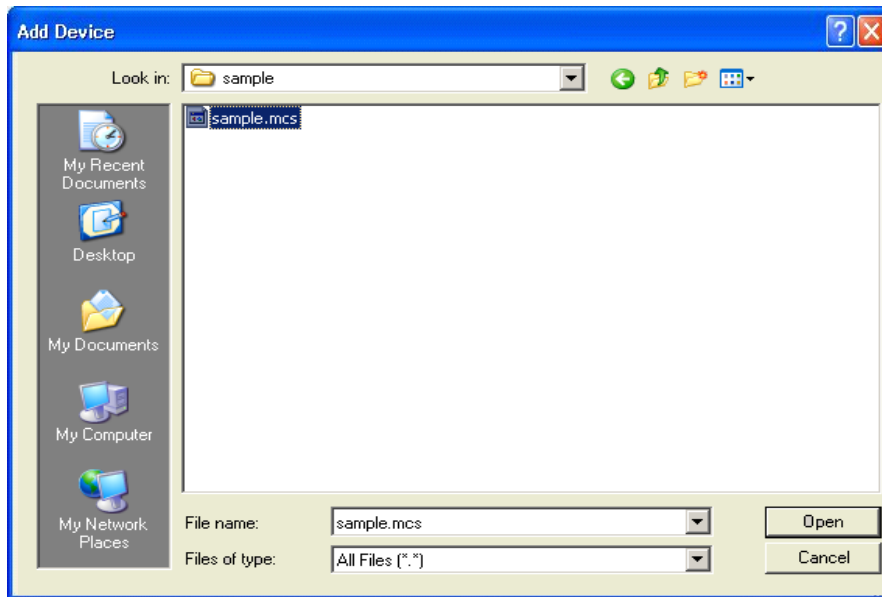 Add Device
Look in: sample
sample.mcs
My Recent
Documents
Desktop
My Documents
My Computer
My Network
Places
File name: sample.mcs Open
Files of type: All Files (*.*) Cancel